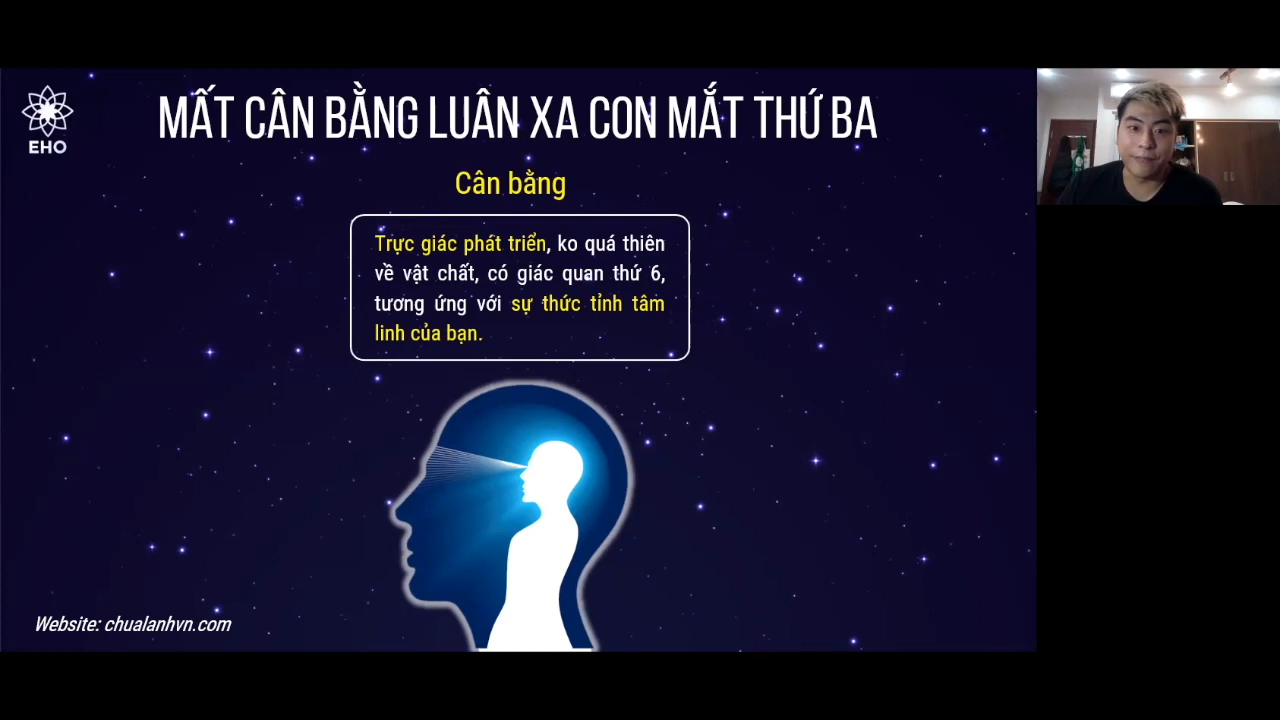 MẤT CÂN BẰNG LUÂN XA CON MẮT THỨ BA
EHO
Cân bằng
Trực giác phát triển, ko quá thiên
về vật chất, có giác quan thứ 6,
tương ứng với sự thức tỉnh tâm
linh của bạn.
Website: chualanhvn.com